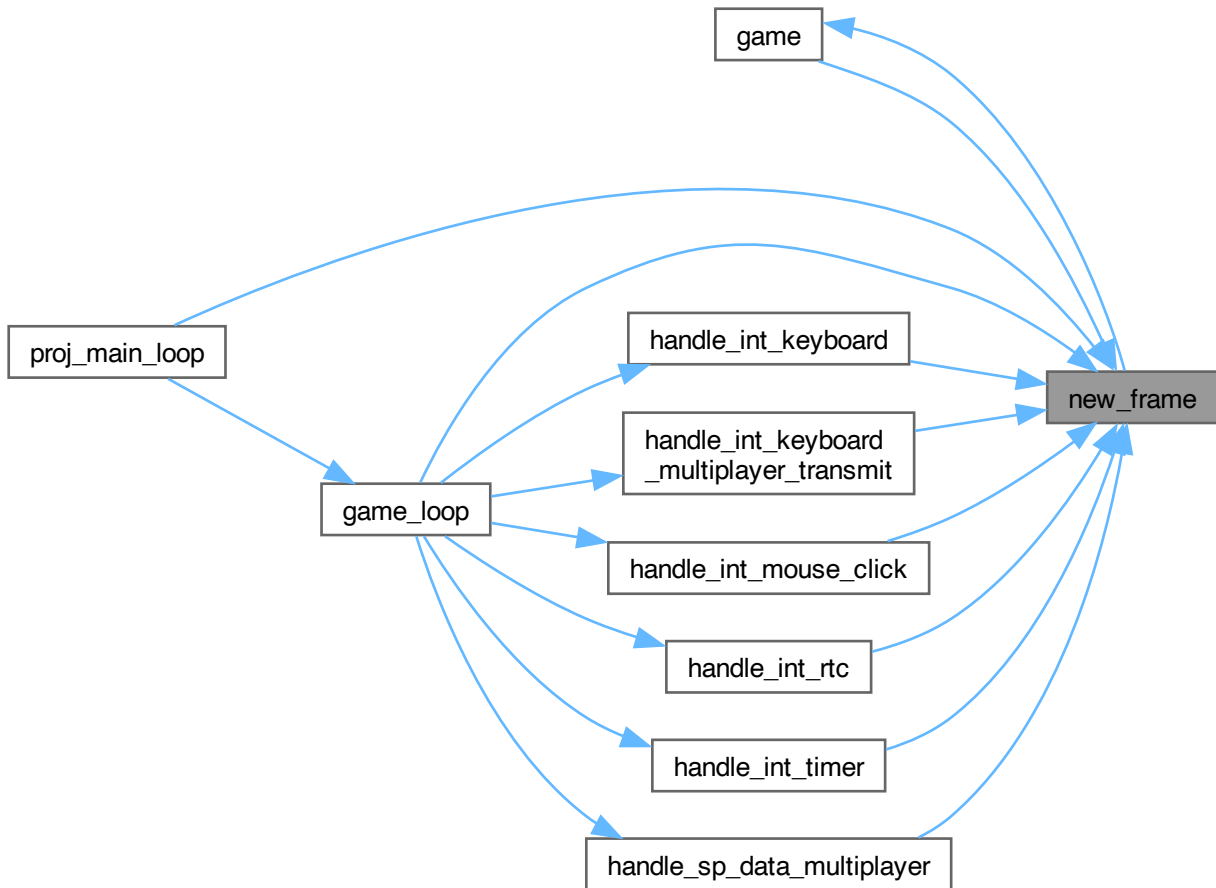 game
proj_main_loop
handle_int_keyboard
new_frame
handle_int_keyboard
_multiplayer_transmit
game_loop
handle_int_mouse_click
handle_int_rtc
handle_int_timer
handle_sp_data_multiplayer